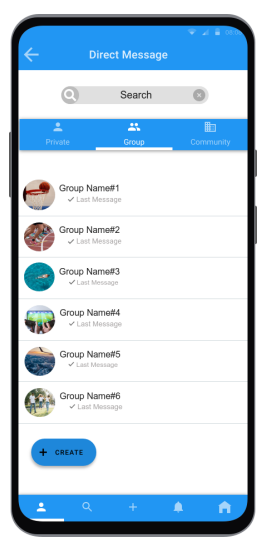 Direct Message
Search
Private Group Community
Group Name#1
Last Message
Group Name#2
Last Message
Group Name#3
Last Message
Group Name#4
Last Message
Group Name#5
Last Message
Group Name#6
Last Message
+ CREATE